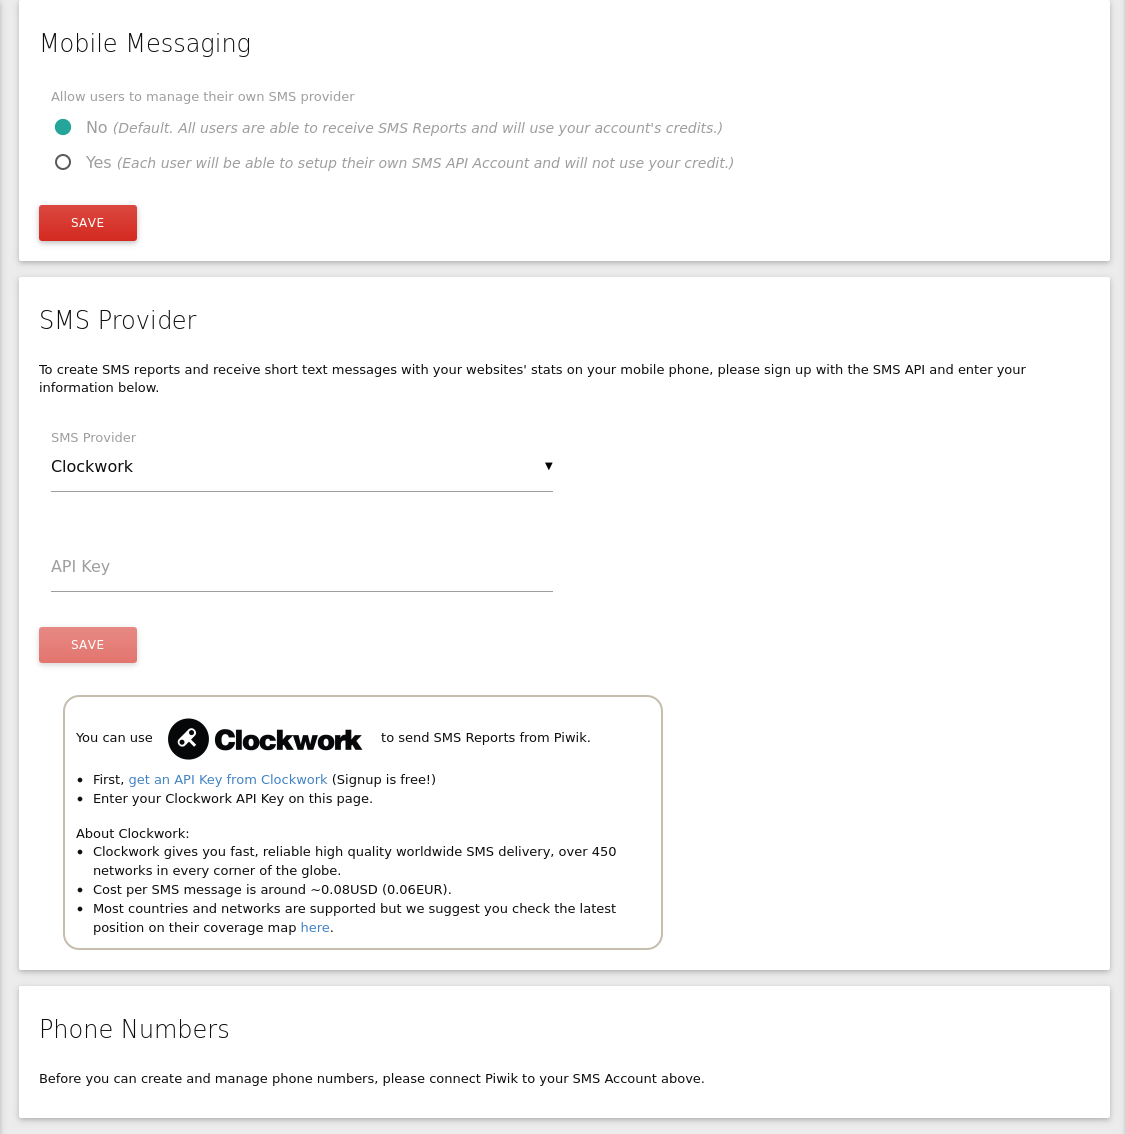 Mobile Messaging
Allow users to manage their own SMS provider
No (Default. All users are able to receive SMS Reports and will use your account's credits.)
Yes (Each user will be able to setup their own SMS API Account and will not use your credit.)
SAVE
SMS Provider
To create SMS reports and receive short text messages with your websites' stats on your mobile phone, please sign up with the SMS API and enter your
information below.
SMS Provider
Clockwork
API Key
SAVE
You can use Clockwork to send SMS Reports from Piwik.
• First, get an API Key from Clockwork (Signup is free!)
• Enter your Clockwork API Key on this page.
About Clockwork:
• Clockwork gives you fast, reliable high quality worldwide SMS delivery, over 450
networks in every corner of the globe.
• Cost per SMS message is around ~0.08USD (0.06EUR).
• Most countries and networks are supported but we suggest you check the latest
position on their coverage map here.
Phone Numbers
Before you can create and manage phone numbers, please connect Piwik to your SMS Account above.